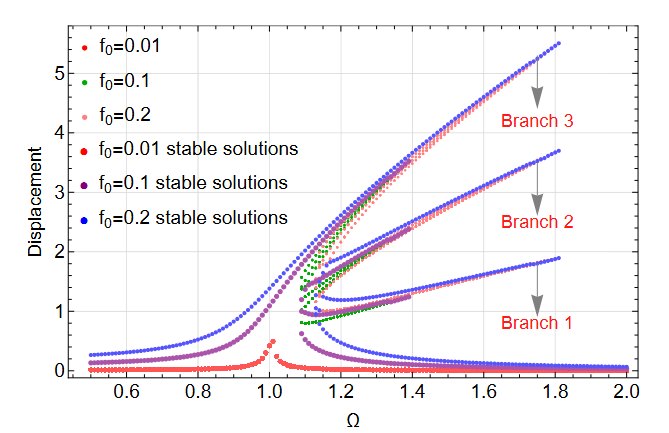 f₀=0.01
f₀=0.1
f₀=0.2
f₀=0.01 stable solutions
f₀=0.1 stable solutions
f₀=0.2 stable solutions
Branch 3
Branch 2
Branch 1
Displacement
5
4
3
2
1
0
0.6 0.8 1.0 1.2 1.4 1.6 1.8 2.0
Ω